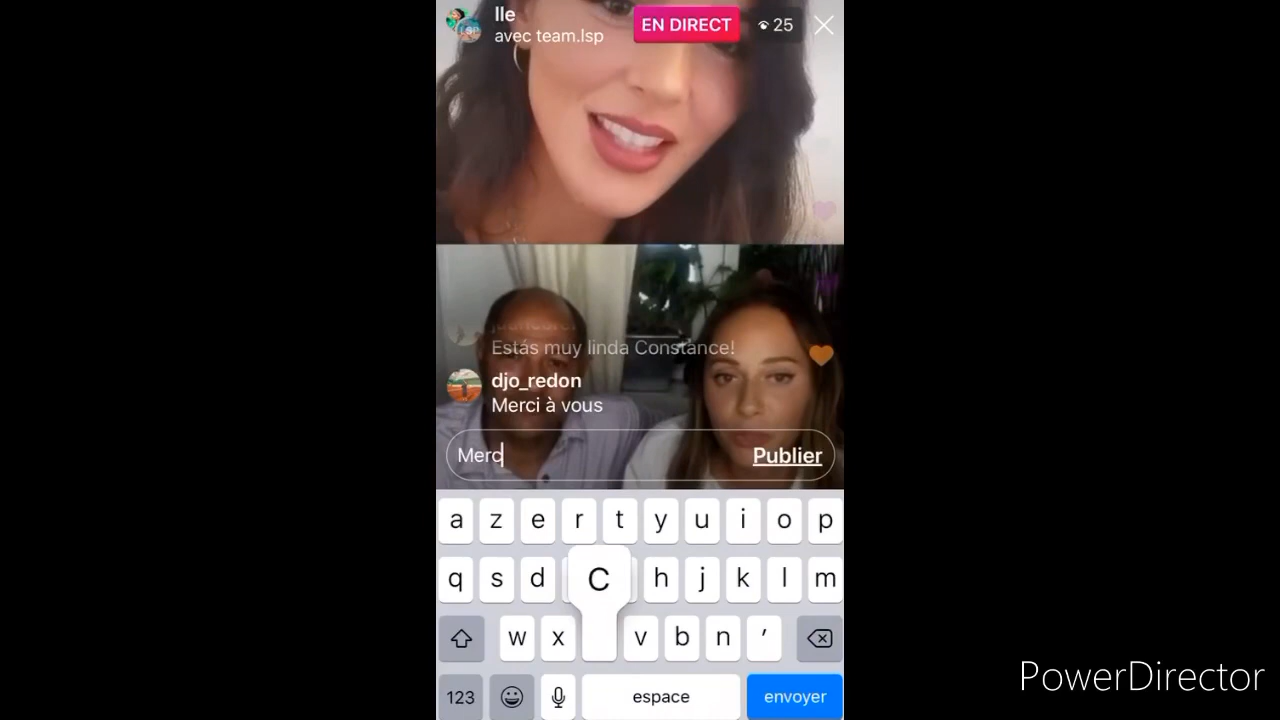 lle
avec team.lsp
EN DIRECT
25
Estás muy linda Constance!
djo_redon
Merci à vous
Merc
Publier
a z e r t y u i o p
q s d C h j k l m
w x v b n ’
123
espace
envoyer
PowerDirector